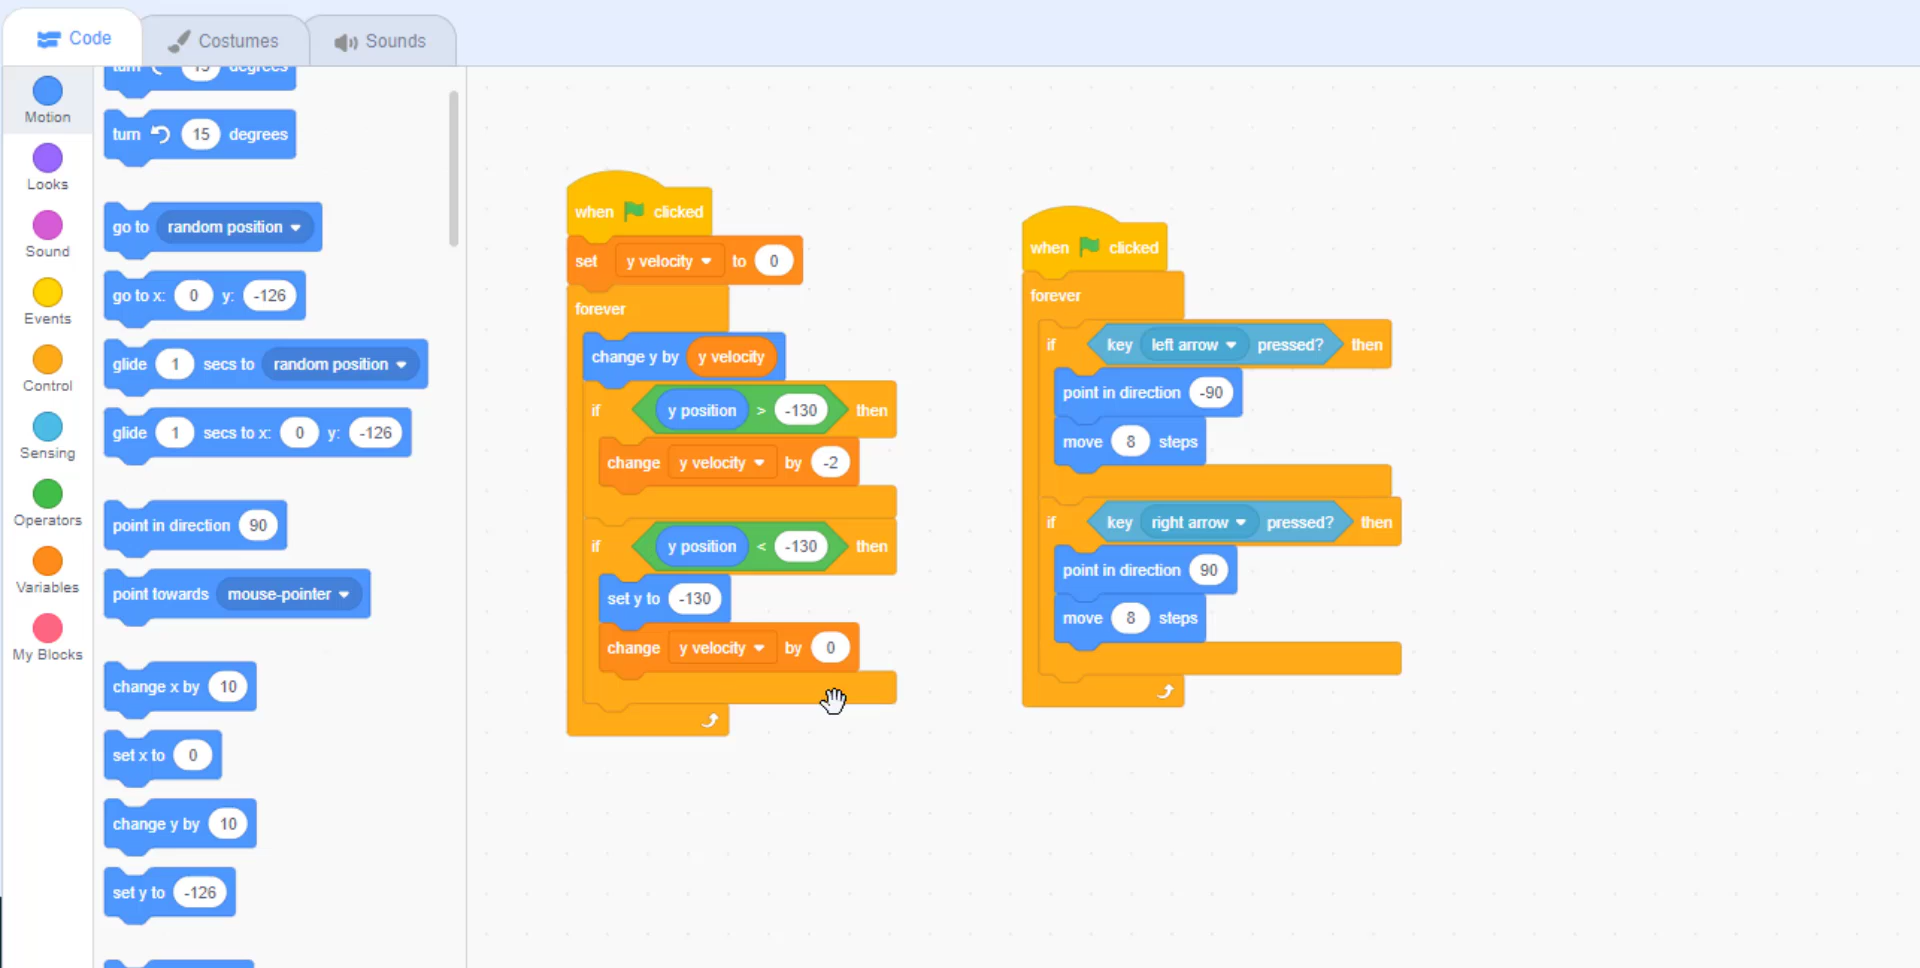 Code
Costumes
Sounds
Motion
Looks
Sound
Events
Control
Sensing
Operators
Variables
My Blocks
turn 15 degrees
turn 15 degrees
go to random position
go to x: 0 y: -126
glide 1 secs to random position
glide 1 secs to x: 0 y: -126
point in direction 90
point towards mouse-pointer
change x by 10
set x to 0
change y by 10
set y to -126
when clicked
set y velocity to 0
forever
change y by y velocity
if y position > -130 then
change y velocity by -2
if y position < -130 then
set y to -130
change y velocity by 0
when clicked
forever
if key left arrow pressed? then
point in direction -90
move 8 steps
if key right arrow pressed? then
point in direction 90
move 8 steps